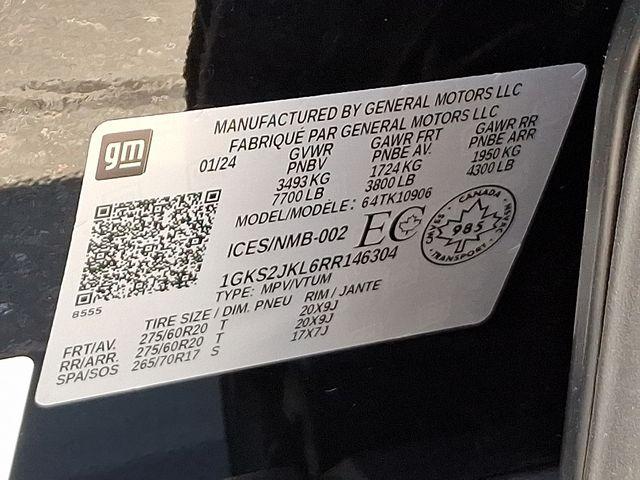 MANUFACTURED BY GENERAL MOTORS LLC
FABRIQUÉ PAR GENERAL MOTORS LLC
gm
01/24 GVWR GAWR FRT GAWR RR
PNBV PNBE AV. PNBE ARR
3493 KG 1724 KG 1950 KG
7700 LB 3800 LB 4300 LB
MODEL/MODÈLE: 64TK10906
ICES/NMB-002 EC
CANADA
CMVSS · NSVAC
985
TRANSPORT
1GKS2JKL6RR146304
TYPE: MPV/VTUM
8555
TIRE SIZE / DIM. PNEU RIM / JANTE
FRT/AV. 275/60R20 T 20X9J
RR/ARR. 275/60R20 T 20X9J
SPA/SOS 265/70R17 S 17X7J